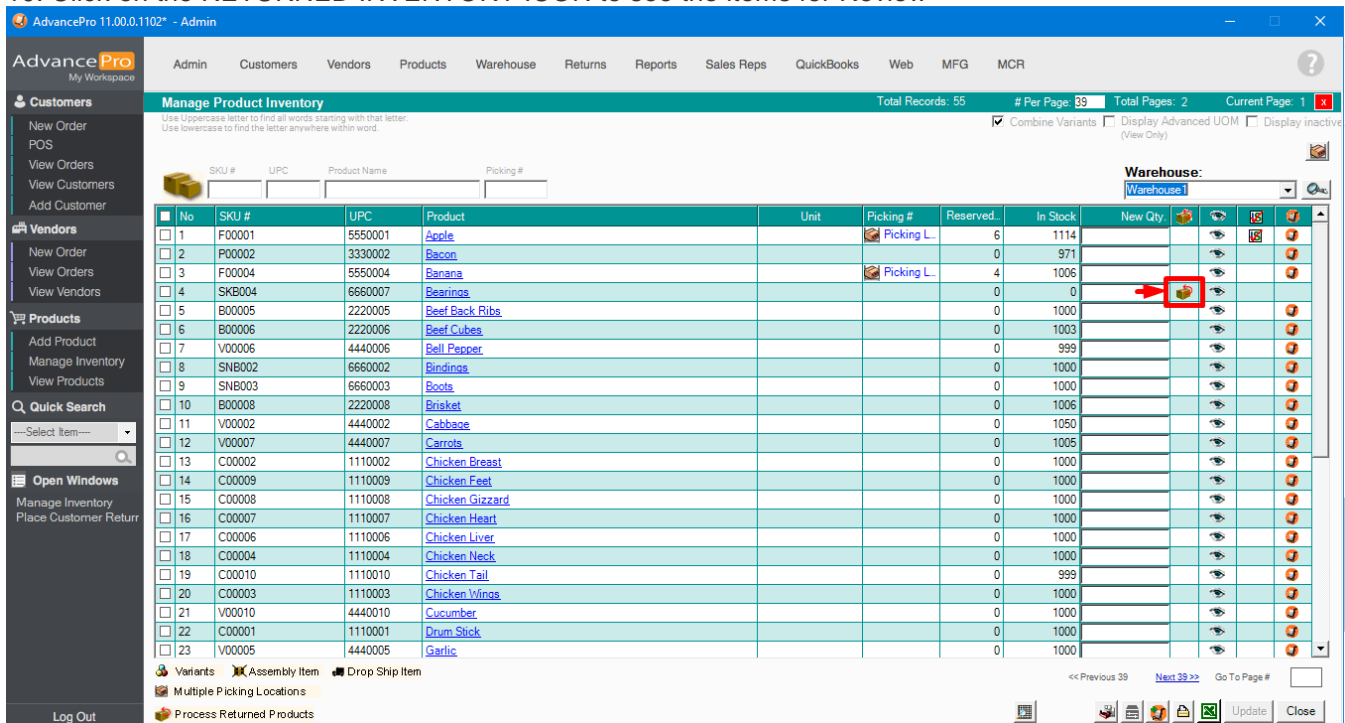 AdvancePro 11.00.0.1102* - Admin
AdvancePro
My Workspace
Admin Customers Vendors Products Warehouse Returns Reports Sales Reps QuickBooks Web MFG MCR ?
Customers
New Order
POS
View Orders
View Customers
Add Customer
Vendors
New Order
View Orders
View Vendors
Products
Add Product
Manage Inventory
View Products
Quick Search
----Select Item----
Open Windows
Manage Inventory
Place Customer Returr
Log Out
Manage Product Inventory Total Records: 55 # Per Page: 39 Total Pages: 2 Current Page: 1 x
Use Uppercase letter to find all words starting with that letter.
Use lowercase to find the letter anywhere within word.
Combine Variants Display Advanced UOM Display inactive
(View Only)
SKU # UPC Product Name Picking # Warehouse:
Warehouse1
No SKU # UPC Product Unit Picking # Reserved... In Stock New Qty.
1 F00001 5550001 Apple Picking L... 6 1114
2 P00002 3330002 Bacon 0 971
3 F00004 5550004 Banana Picking L... 4 1006
4 SKB004 6660007 Bearings 0 0
5 B00005 2220005 Beef Back Ribs 0 1000
6 B00006 2220006 Beef Cubes 0 1003
7 V00006 4440006 Bell Pepper 0 999
8 SNB002 6660002 Bindings 0 1000
9 SNB003 6660003 Boots 0 1000
10 B00008 2220008 Brisket 0 1006
11 V00002 4440002 Cabbage 0 1050
12 V00007 4440007 Carrots 0 1005
13 C00002 1110002 Chicken Breast 0 1000
14 C00009 1110009 Chicken Feet 0 1000
15 C00008 1110008 Chicken Gizzard 0 1000
16 C00007 1110007 Chicken Heart 0 1000
17 C00006 1110006 Chicken Liver 0 1000
18 C00004 1110004 Chicken Neck 0 1000
19 C00010 1110010 Chicken Tail 0 999
20 C00003 1110003 Chicken Wings 0 1000
21 V00010 4440010 Cucumber 0 1000
22 C00001 1110001 Drum Stick 0 1000
23 V00005 4440005 Garlic 0 1000
Variants Assembly Item Drop Ship Item
Multiple Picking Locations
Process Returned Products
<< Previous 39 Next 39 >> Go To Page #
Update Close